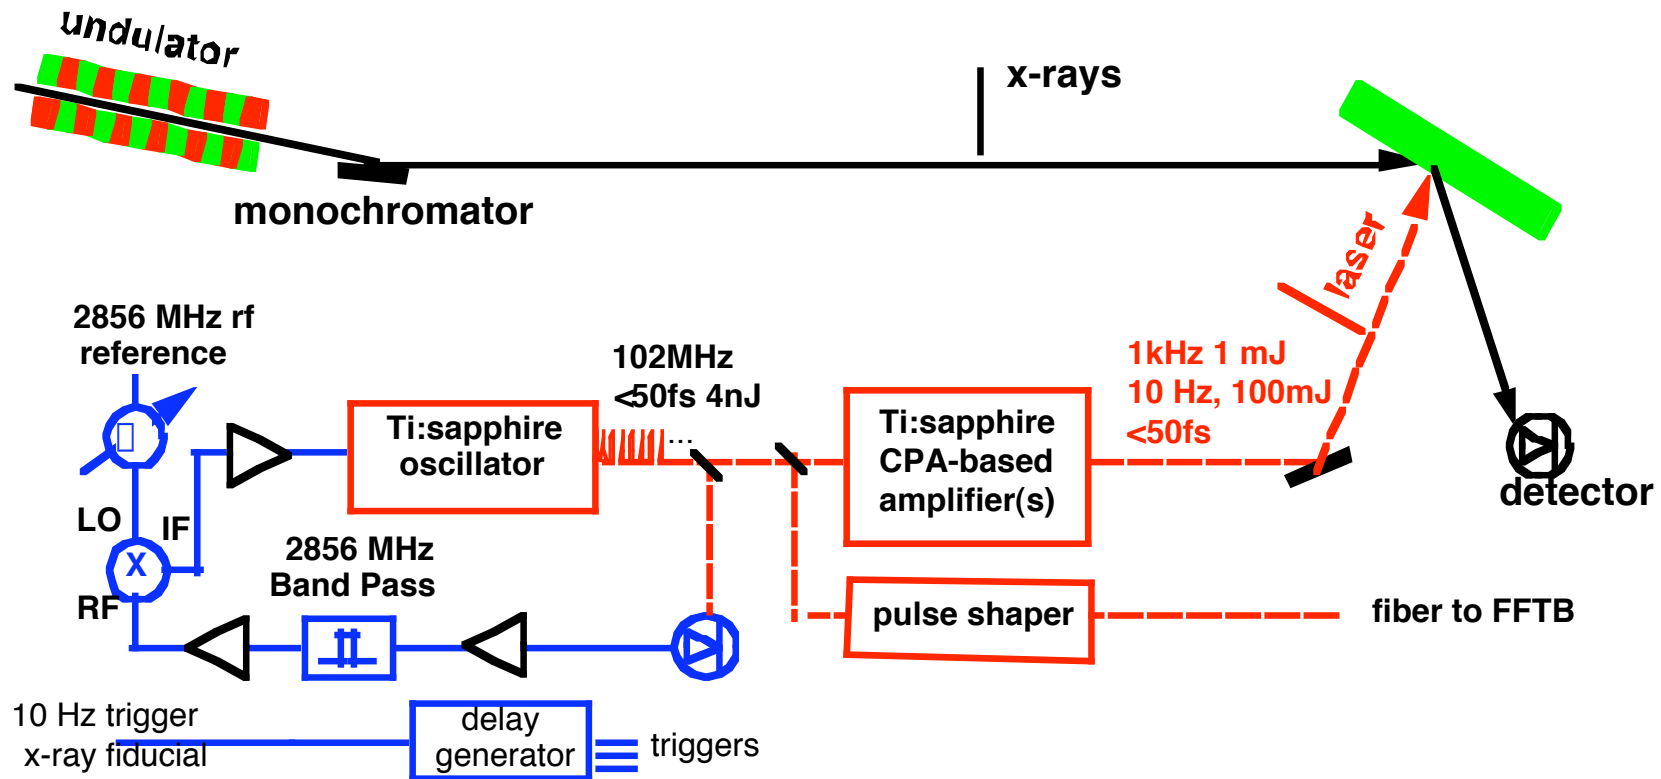 undulator
x-rays
monochromator
laser
2856 MHz rf
reference
102MHz
<50fs 4nJ
...
1kHz 1 mJ
10 Hz, 100mJ
<50fs
Ti:sapphire
oscillator
Ti:sapphire
CPA-based
amplifier(s)
detector
LO
IF
X
RF
2856 MHz
Band Pass
pulse shaper
fiber to FFTB
10 Hz trigger
x-ray fiducial
delay
generator
triggers